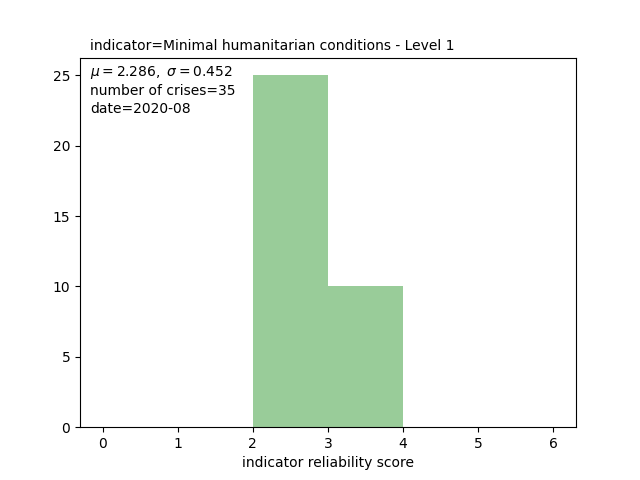 indicator=Minimal humanitarian conditions - Level 1
μ = 2.286, σ = 0.452
number of crises=35
date=2020-08
25
20
15
10
5
0
0 1 2 3 4 5 6
indicator reliability score